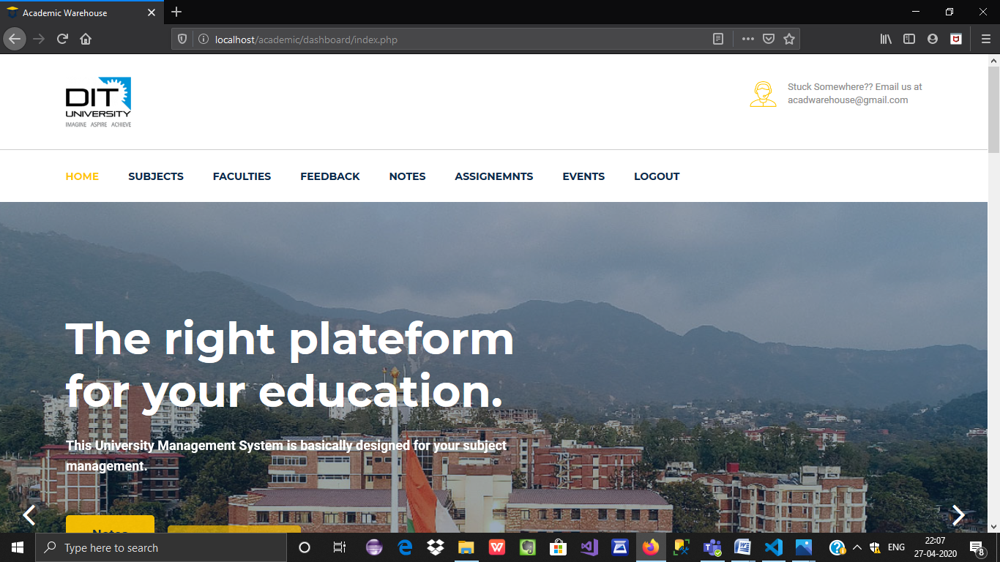 Academic Warehouse
localhost/academic/dashboard/index.php
DIT
UNIVERSITY
IMAGINE ASPIRE ACHIEVE
Stuck Somewhere?? Email us at
acadwarehouse@gmail.com
HOME SUBJECTS FACULTIES FEEDBACK NOTES ASSIGNEMNTS EVENTS LOGOUT
The right plateform
for your education.
This University Management System is basically designed for your subject
management.
Notes
Type here to search
ENG
22:07
27-04-2020
8